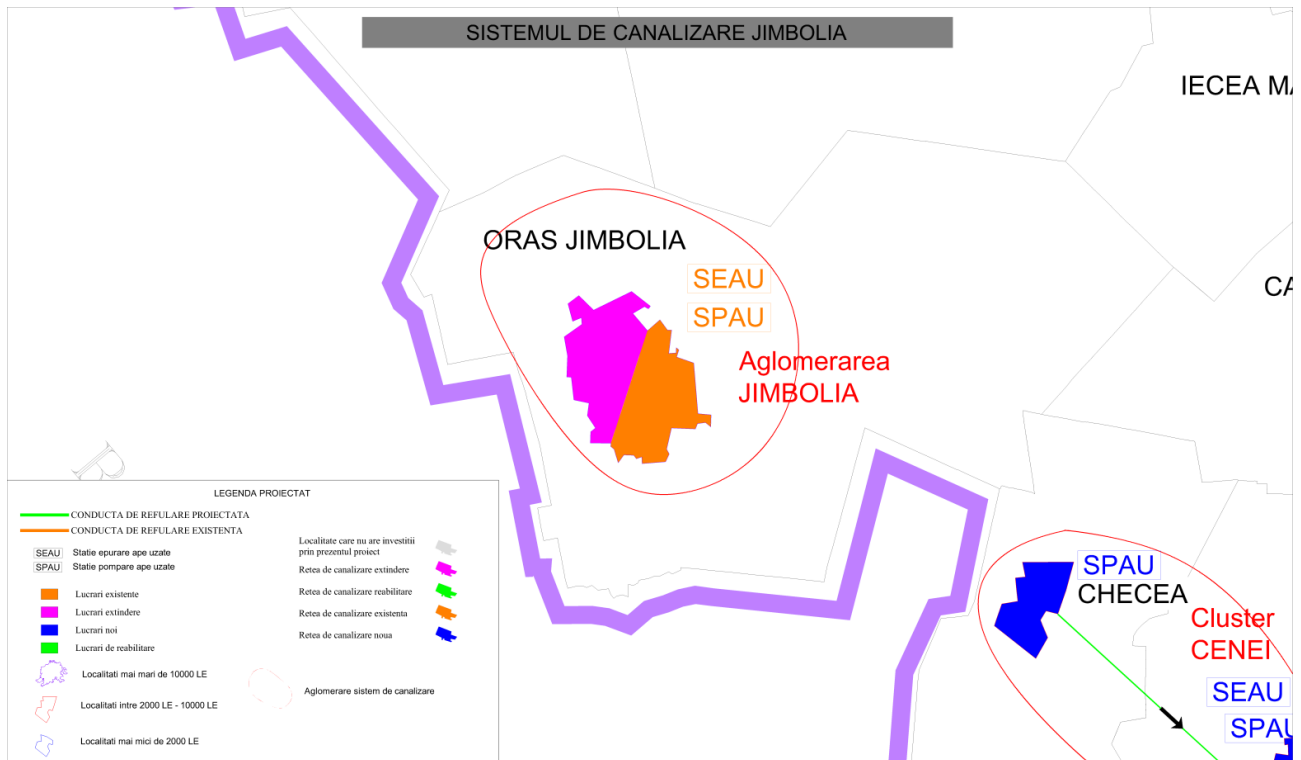 SISTEMUL DE CANALIZARE JIMBOLIA
IECEA MA
ORAS JIMBOLIA
SEAU
SPAU
CA
Aglomerarea
JIMBOLIA
P
LEGENDA PROIECTAT
CONDUCTA DE REFULARE PROIECTATA
CONDUCTA DE REFULARE EXISTENTA
SEAU Statie epurare ape uzate
SPAU Statie pompare ape uzate
Lucrari existente
Lucrari extindere
Lucrari noi
Lucrari de reabilitare
Localitati mai mari de 10000 LE
Localitati intre 2000 LE - 10000 LE
Localitati mai mici de 2000 LE
Localitate care nu are investitii
prin prezentul proiect
Retea de canalizare extindere
Retea de canalizare reabilitare
Retea de canalizare existenta
Retea de canalizare noua
Aglomerare sistem de canalizare
SPAU
CHECEA
Cluster
CENEI
SEAU
SPAU